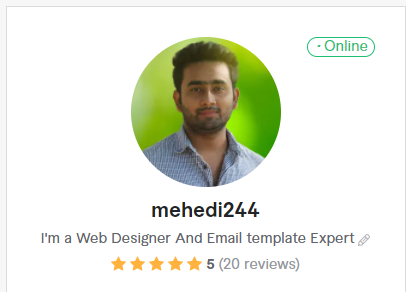 · Online
mehedi244
I'm a Web Designer And Email template Expert
5 (20 reviews)